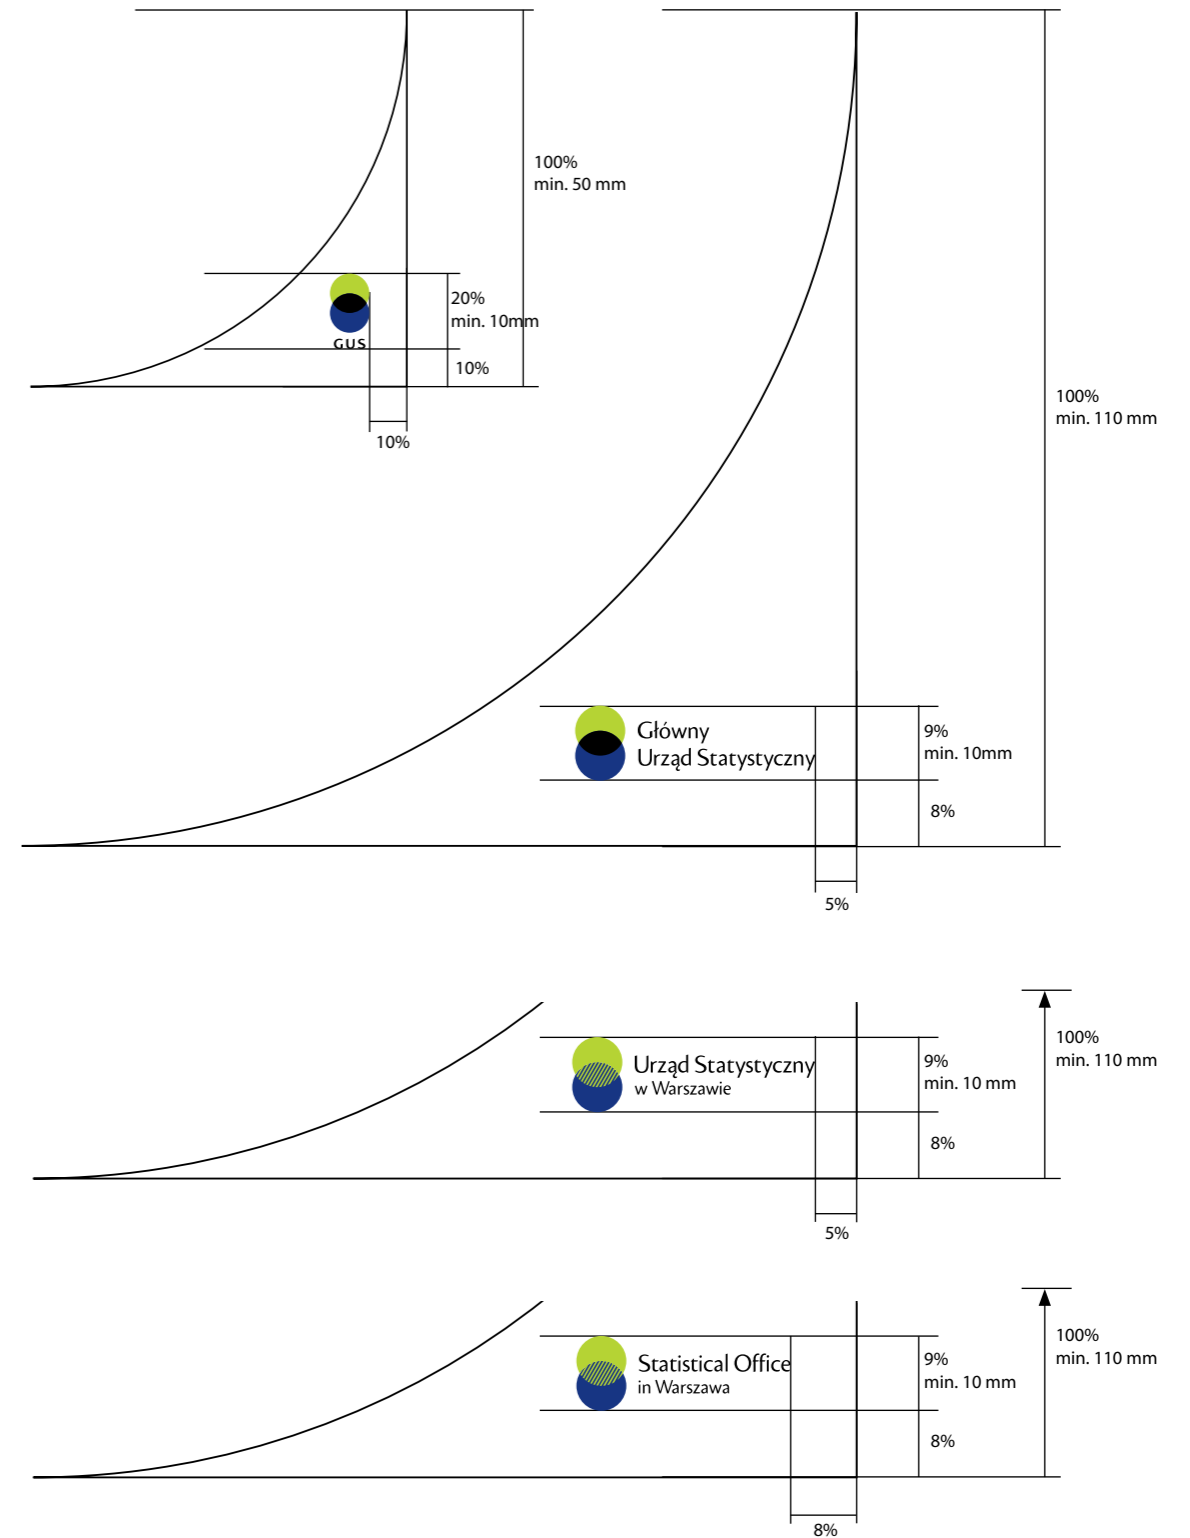 100%
min. 50 mm
20%
min. 10mm
GUS
10%
10%
100%
min. 110 mm
Główny
Urząd Statystyczny
9%
min. 10mm
8%
5%
100%
min. 110 mm
Urząd Statystyczny
w Warszawie
9%
min. 10 mm
8%
5%
100%
min. 110 mm
Statistical Office
in Warszawa
9%
min. 10 mm
8%
8%